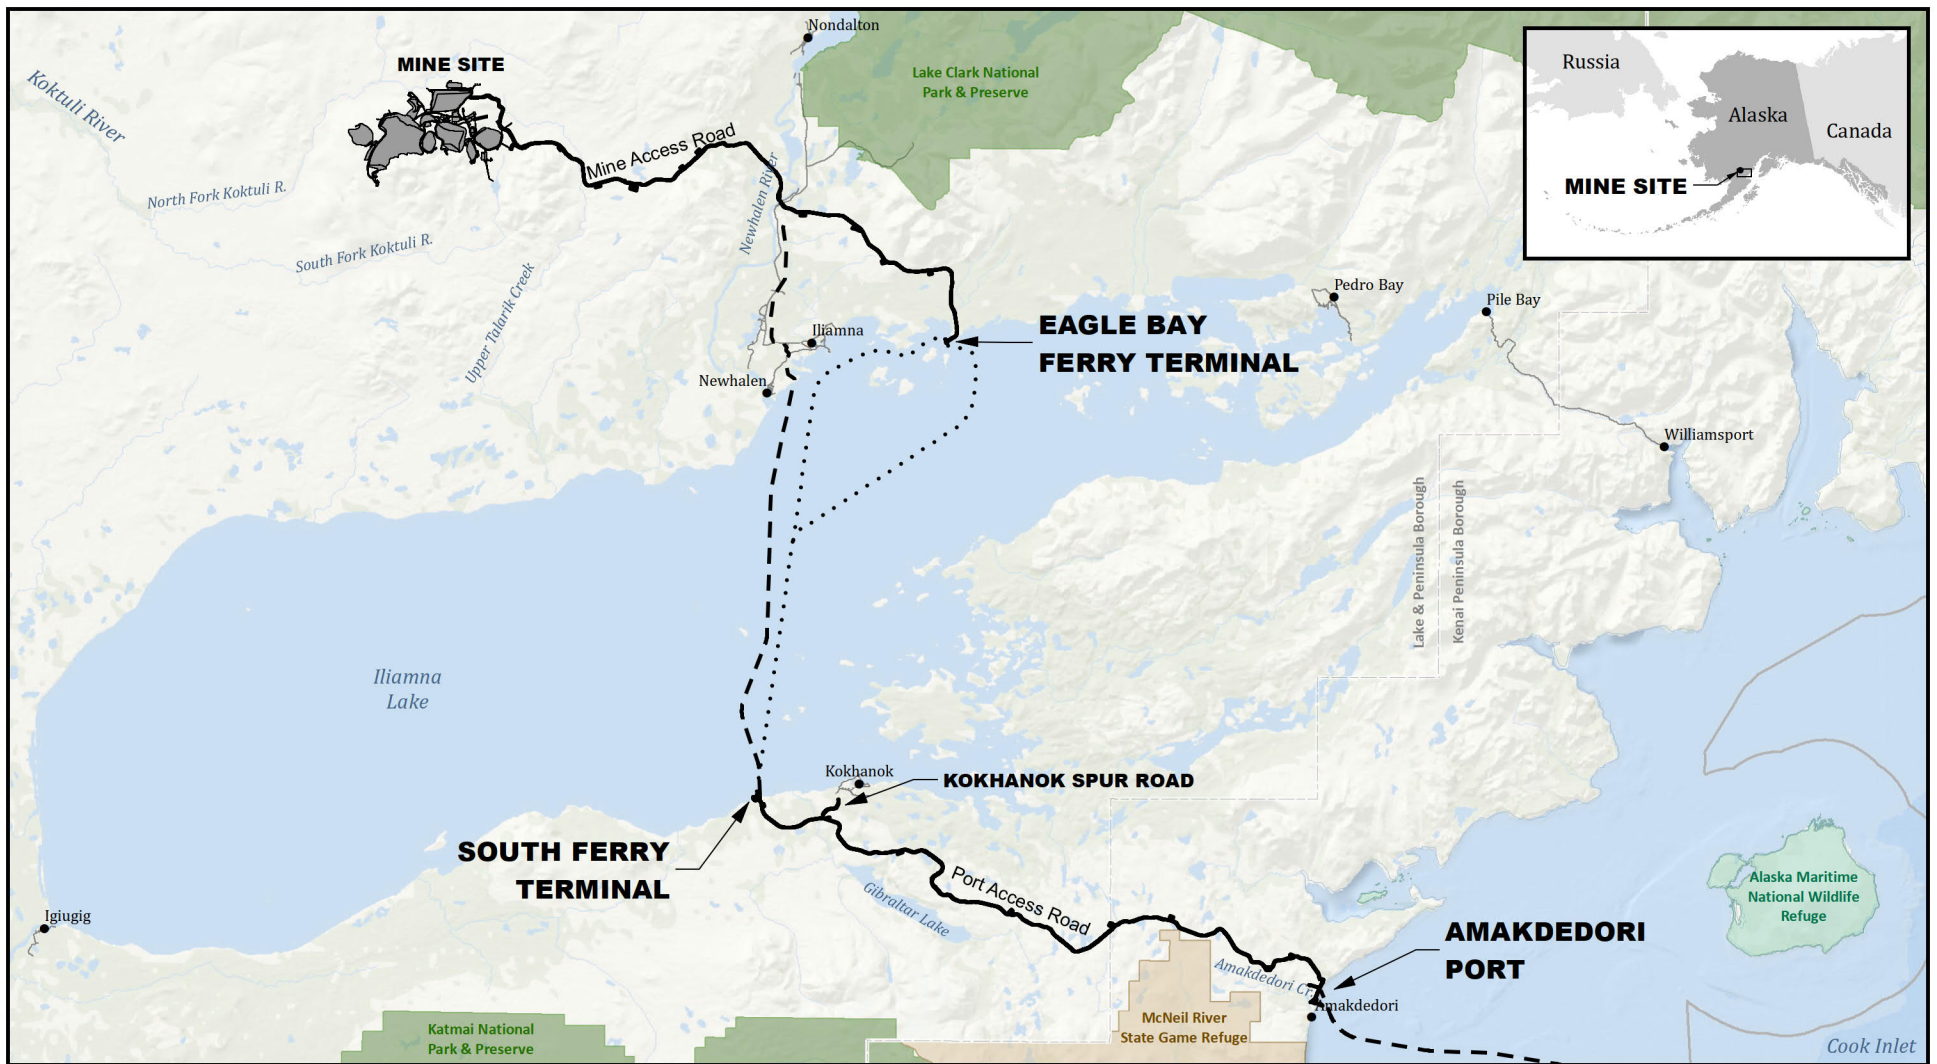 Nondalton
MINE SITE
Koktuli River
Lake Clark National
Park & Preserve
Russia
Alaska
Canada
MINE SITE
Mine Access Road
North Fork Koktuli R.
South Fork Koktuli R.
Newhalen River
Upper Talarik Creek
Pedro Bay
Pile Bay
Iliamna
EAGLE BAY
FERRY TERMINAL
Newhalen
Williamsport
Lake & Peninsula Borough
Kenai Peninsula Borough
Iliamna
Lake
Kokhanok
KOKHANOK SPUR ROAD
SOUTH FERRY
TERMINAL
Port Access Road
Gibraltar Lake
Alaska Maritime
National Wildlife
Refuge
Igiugig
AMAKDEDORI
PORT
Amakdedori Cr.
Amakdedori
McNeil River
State Game Refuge
Katmai National
Park & Preserve
Cook Inlet